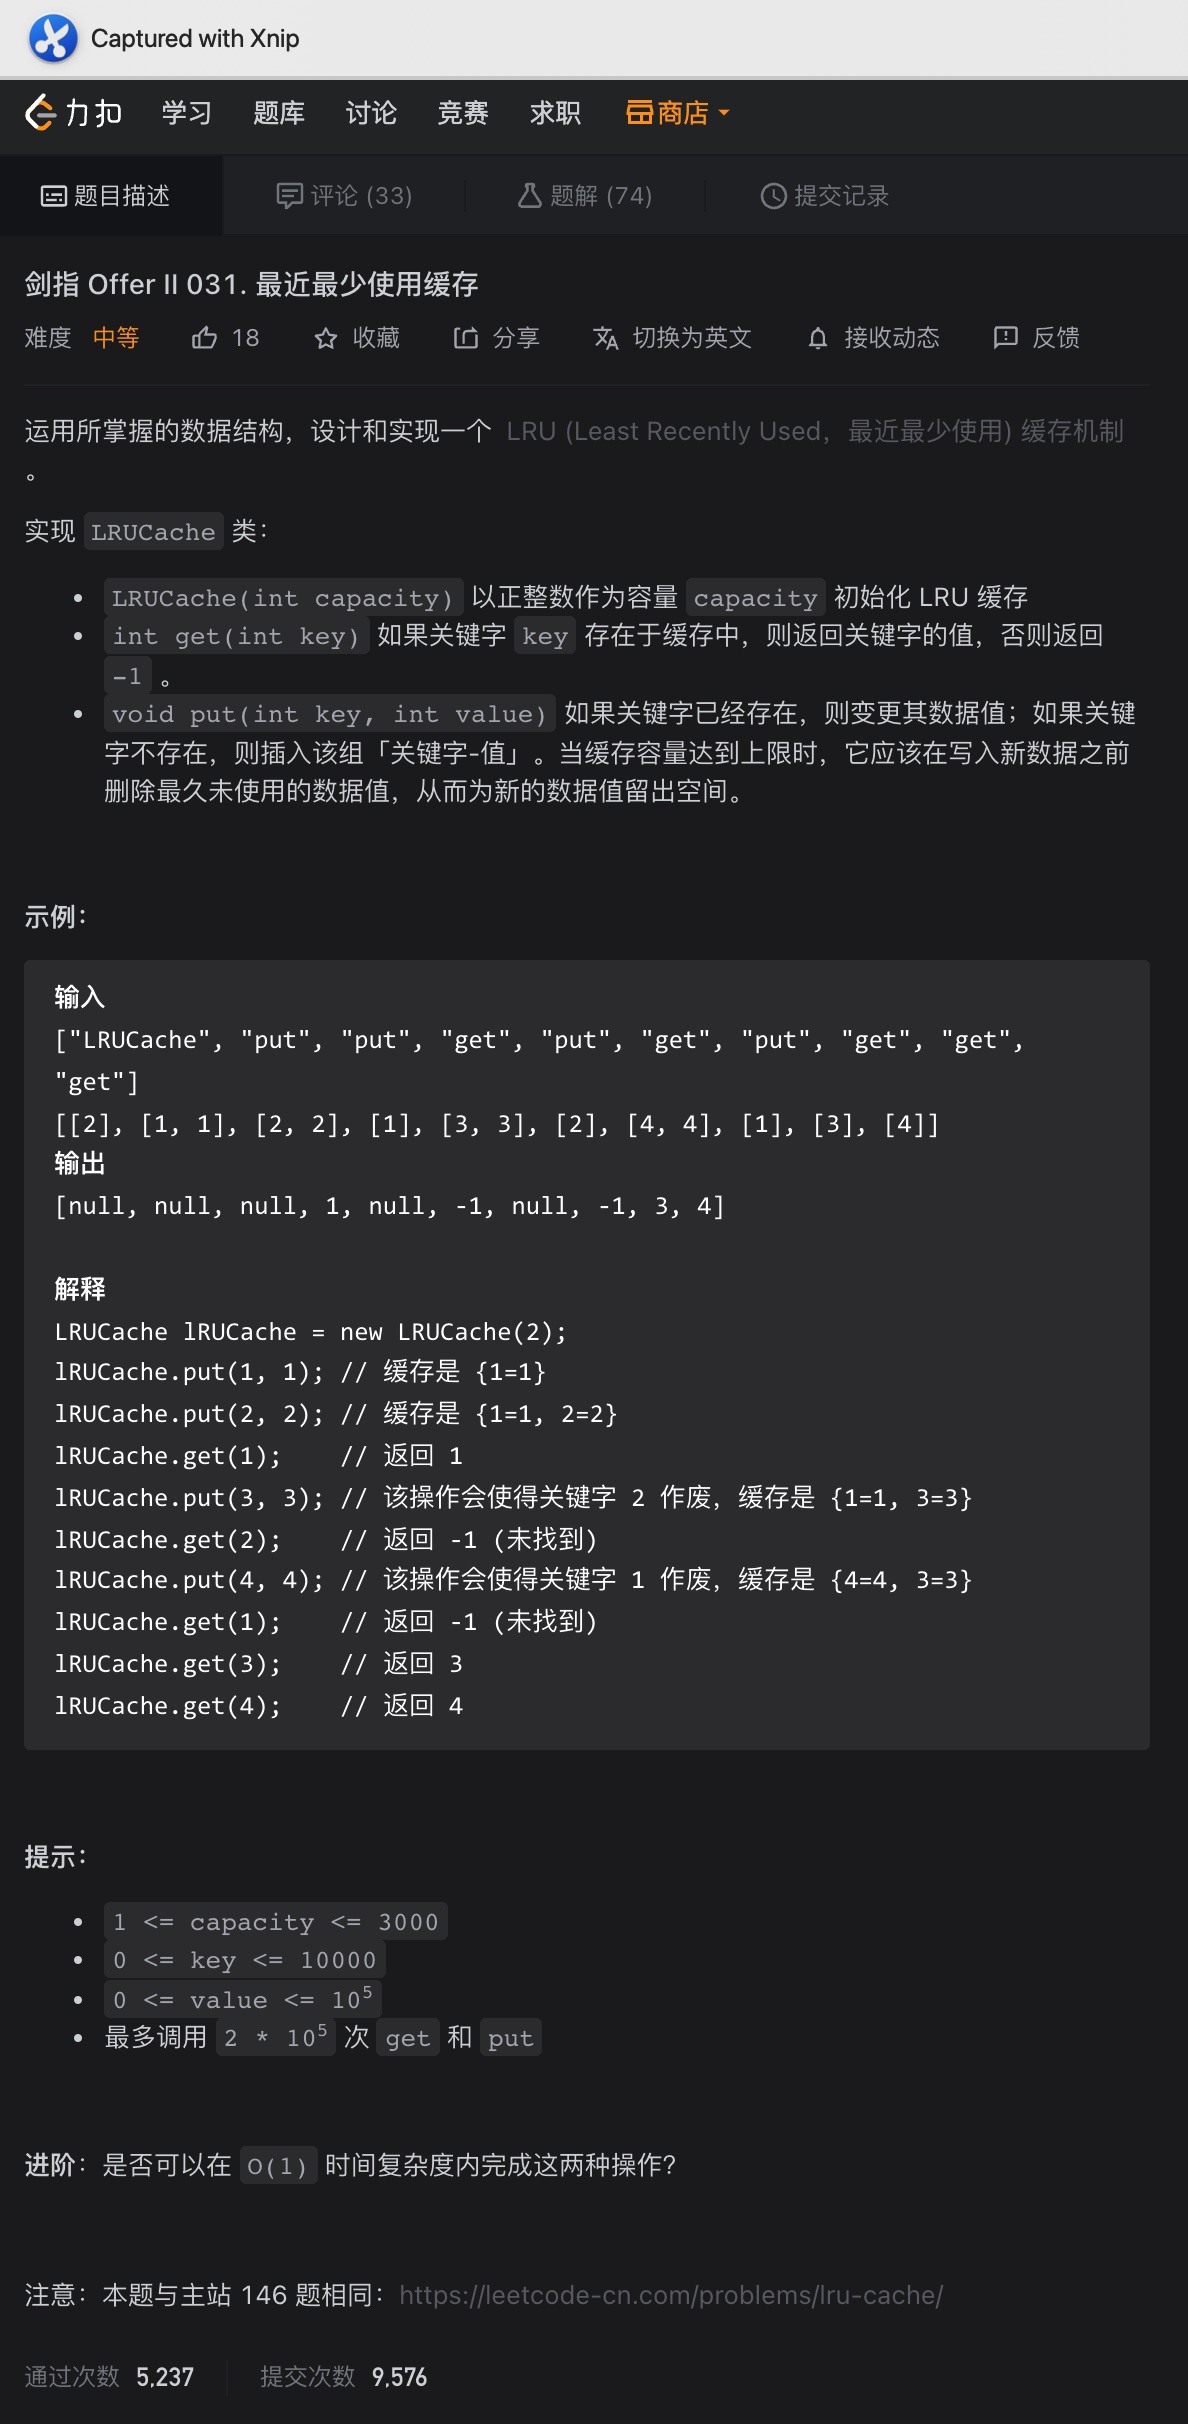 Captured with Xnip
力扣 学习 题库 讨论 竞赛 求职 商店
题目描述 评论 (33) 题解 (74) 提交记录
剑指 Offer II 031. 最近最少使用缓存
难度 中等 18 收藏 分享 切换为英文 接收动态 反馈
运用所掌握的数据结构，设计和实现一个 LRU (Least Recently Used，最近最少使用) 缓存机制
。
实现 LRUCache 类：
• LRUCache(int capacity) 以正整数作为容量 capacity 初始化 LRU 缓存
• int get(int key) 如果关键字 key 存在于缓存中，则返回关键字的值，否则返回
-1 。
• void put(int key, int value) 如果关键字已经存在，则变更其数据值；如果关键
字不存在，则插入该组「关键字-值」。当缓存容量达到上限时，它应该在写入新数据之前
删除最久未使用的数据值，从而为新的数据值留出空间。
示例：
输入
["LRUCache", "put", "put", "get", "put", "get", "put", "get", "get",
"get"]
[[2], [1, 1], [2, 2], [1], [3, 3], [2], [4, 4], [1], [3], [4]]
输出
[null, null, null, 1, null, -1, null, -1, 3, 4]
解释
LRUCache lRUCache = new LRUCache(2);
lRUCache.put(1, 1); // 缓存是 {1=1}
lRUCache.put(2, 2); // 缓存是 {1=1, 2=2}
lRUCache.get(1);    // 返回 1
lRUCache.put(3, 3); // 该操作会使得关键字 2 作废，缓存是 {1=1, 3=3}
lRUCache.get(2);    // 返回 -1 (未找到)
lRUCache.put(4, 4); // 该操作会使得关键字 1 作废，缓存是 {4=4, 3=3}
lRUCache.get(1);    // 返回 -1 (未找到)
lRUCache.get(3);    // 返回 3
lRUCache.get(4);    // 返回 4
提示：
• 1 <= capacity <= 3000
• 0 <= key <= 10000
• 0 <= value <= 10⁵
• 最多调用 2 * 10⁵ 次 get 和 put
进阶：是否可以在 O(1) 时间复杂度内完成这两种操作？
注意：本题与主站 146 题相同：https://leetcode-cn.com/problems/lru-cache/
通过次数 5,237 提交次数 9,576